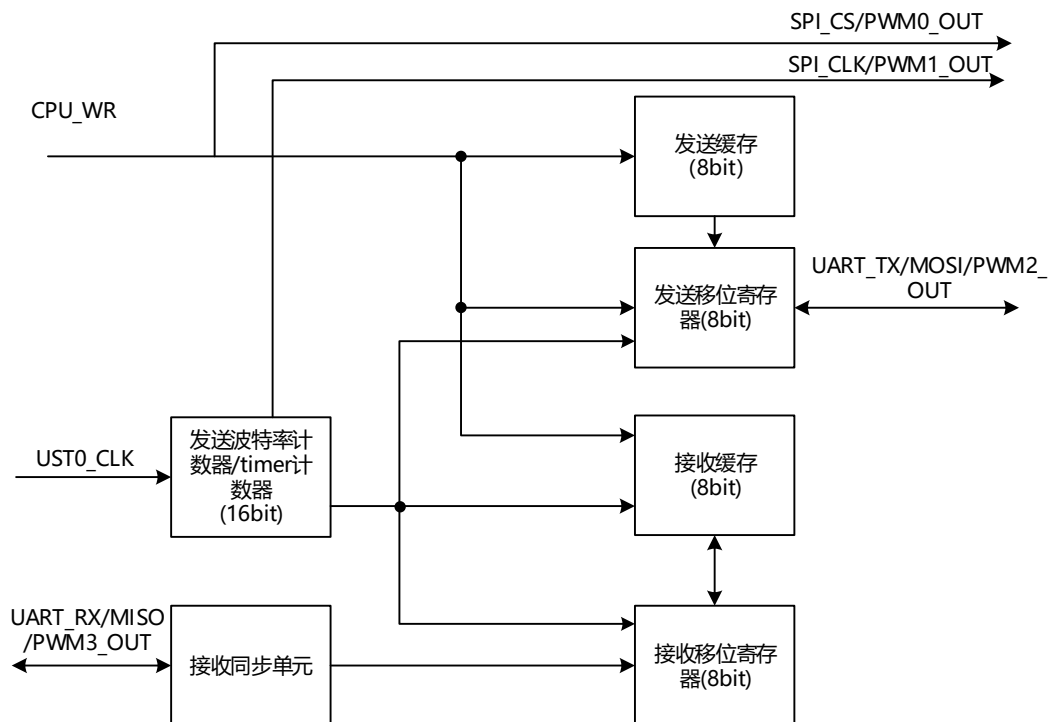 SPI_CS/PWM0_OUT
SPI_CLK/PWM1_OUT
CPU_WR
发送缓存
(8bit)
UART_TX/MOSI/PWM2_
OUT
发送移位寄存
器(8bit)
发送波特率计
数器/timer计
数器
(16bit)
UST0_CLK
接收缓存
(8bit)
UART_RX/MISO
/PWM3_OUT
接收同步单元
接收移位寄存
器(8bit)